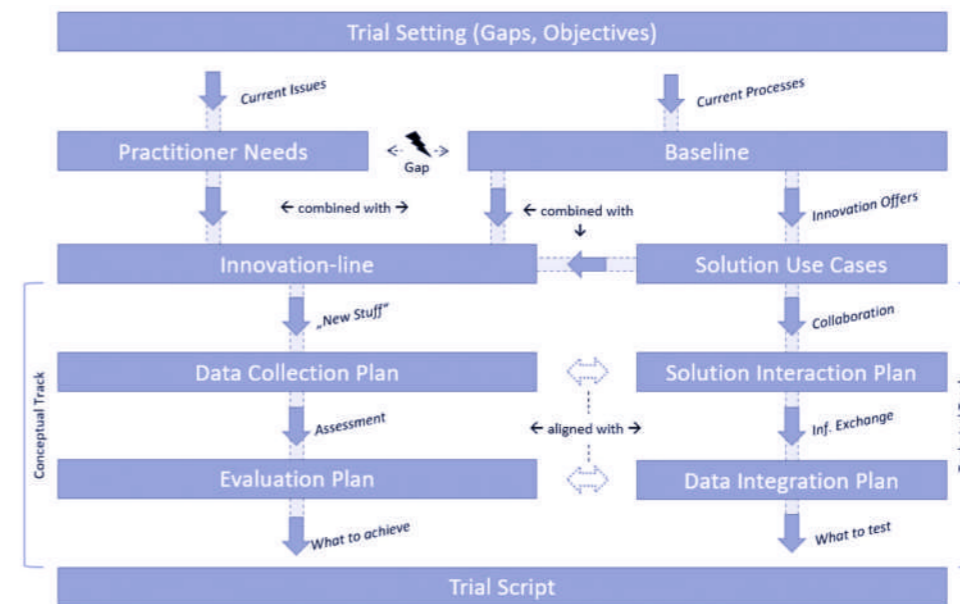 Trial Setting (Gaps, Objectives)
Current Issues
Current Processes
Practitioner Needs
Gap
Baseline
← combined with →
← combined with
↓
Innovation Offers
Innovation-line
Solution Use Cases
„New Stuff“
Collaboration
Conceptual Track
Data Collection Plan
Solution Interaction Plan
Assessment
← aligned with →
Inf. Exchange
Evaluation Plan
Data Integration Plan
What to achieve
What to test
Trial Script